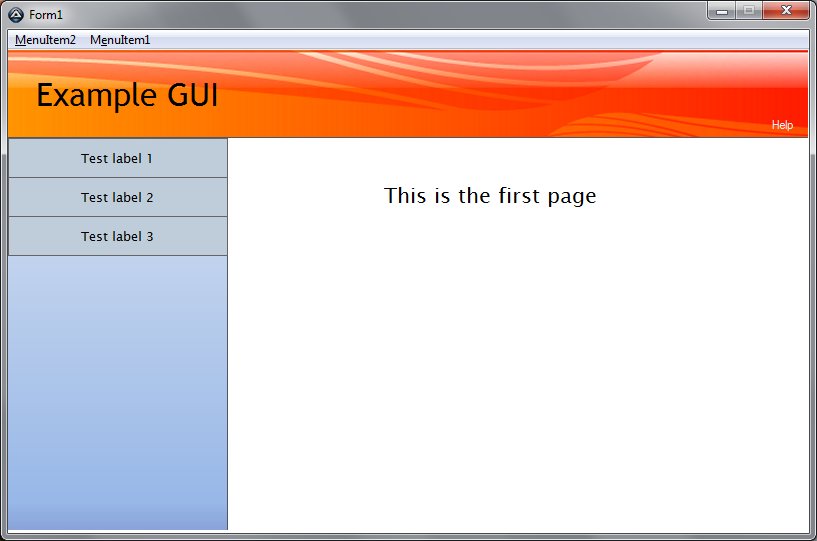 Form1
MenuItem2 MenuItem1
Example GUI
Help
Test label 1
Test label 2
Test label 3
This is the first page